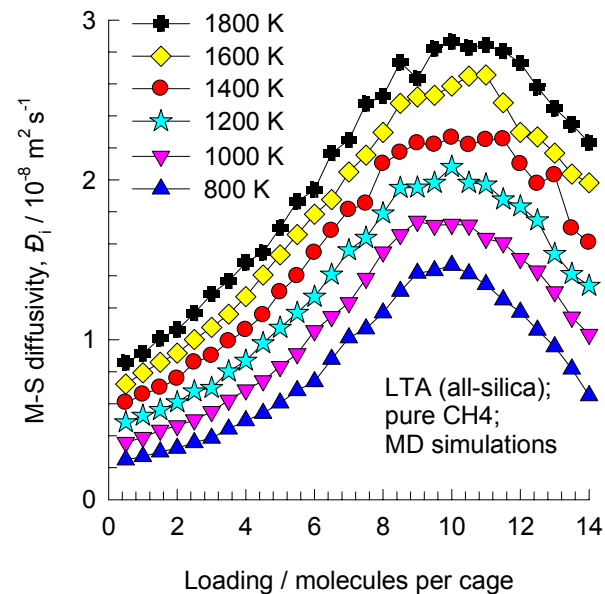 3
2
1
0
M-S diffusivity, Đi / 10-8 m2 s-1
1800 K
1600 K
1400 K
1200 K
1000 K
800 K
LTA (all-silica);
pure CH4;
MD simulations
0 2 4 6 8 10 12 14
Loading / molecules per cage